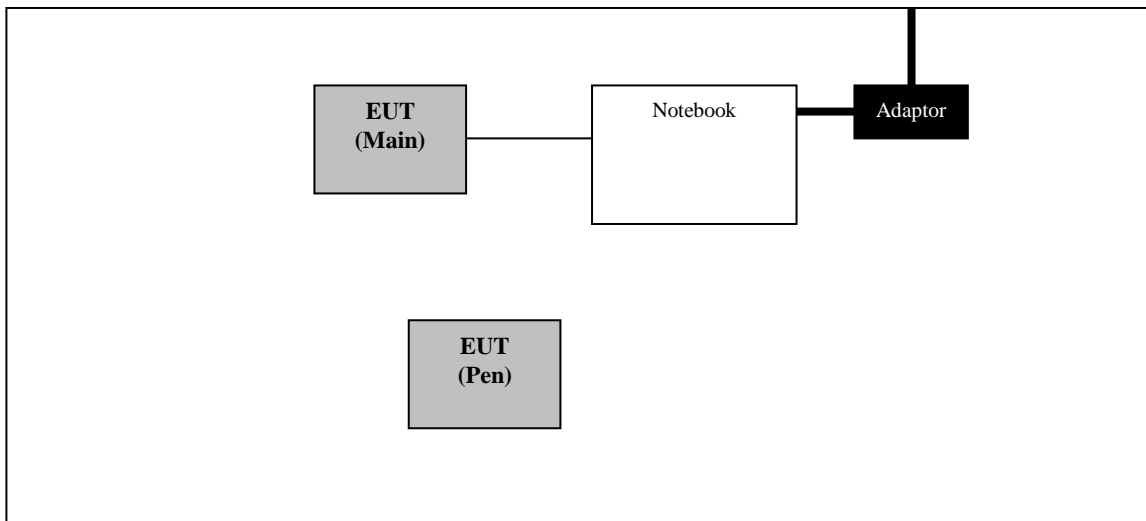 EUT
(Main)
Notebook
Adaptor
EUT
(Pen)